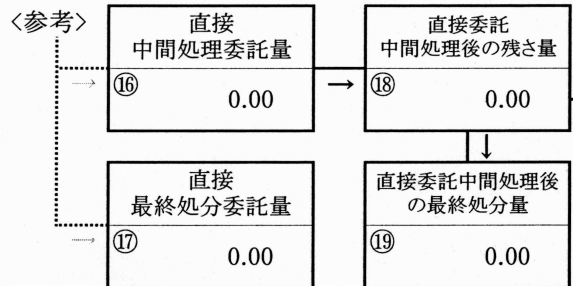 〈参考〉
直接
中間処理委託量
⑯
0.00
→
直接委託
中間処理後の残さ量
⑱
0.00
↓
直接
最終処分委託量
⑰
0.00
直接委託中間処理後
の最終処分量
⑲
0.00